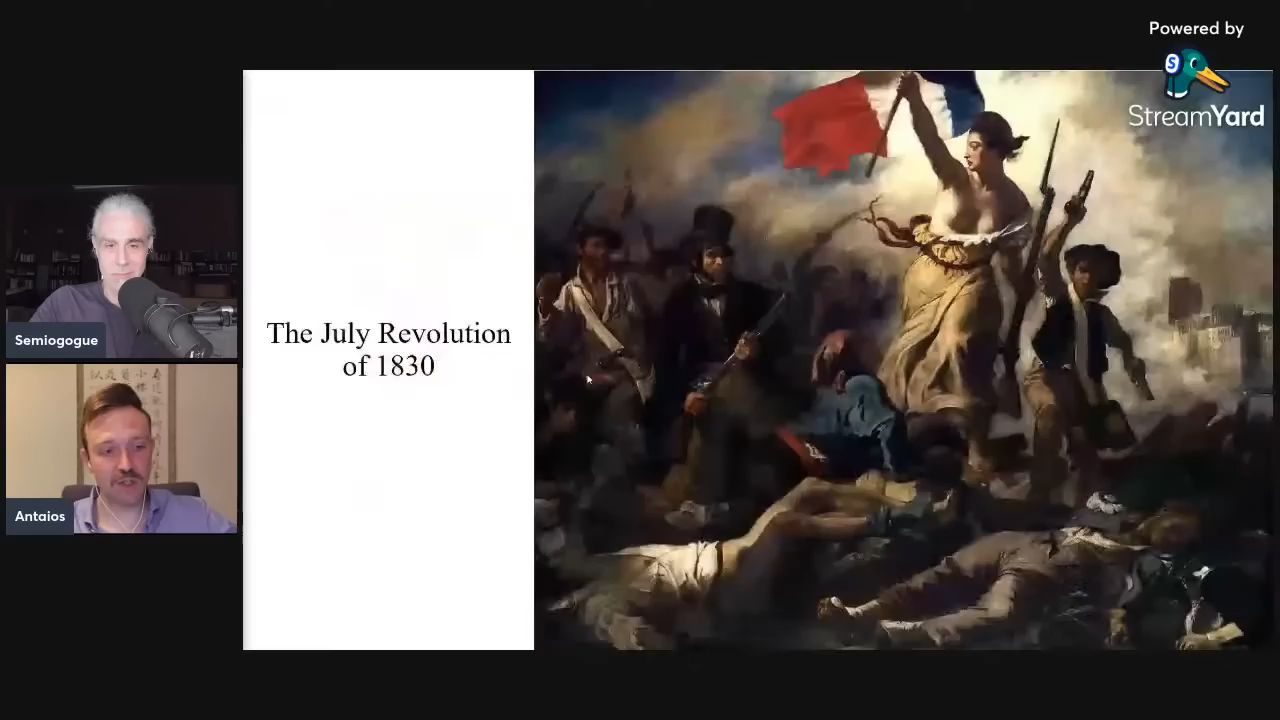 Powered by
S
StreamYard
Semiogogue
The July Revolution
of 1830
Antaios